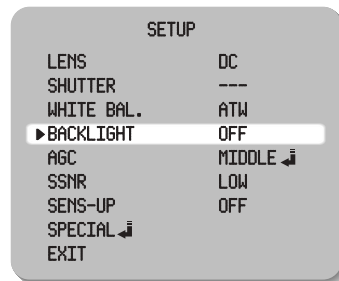 SETUP
LENS DC
SHUTTER ---
WHITE BAL. ATW
▶BACKLIGHT OFF
AGC MIDDLE↲
SSNR LOW
SENS-UP OFF
SPECIAL↲
EXIT